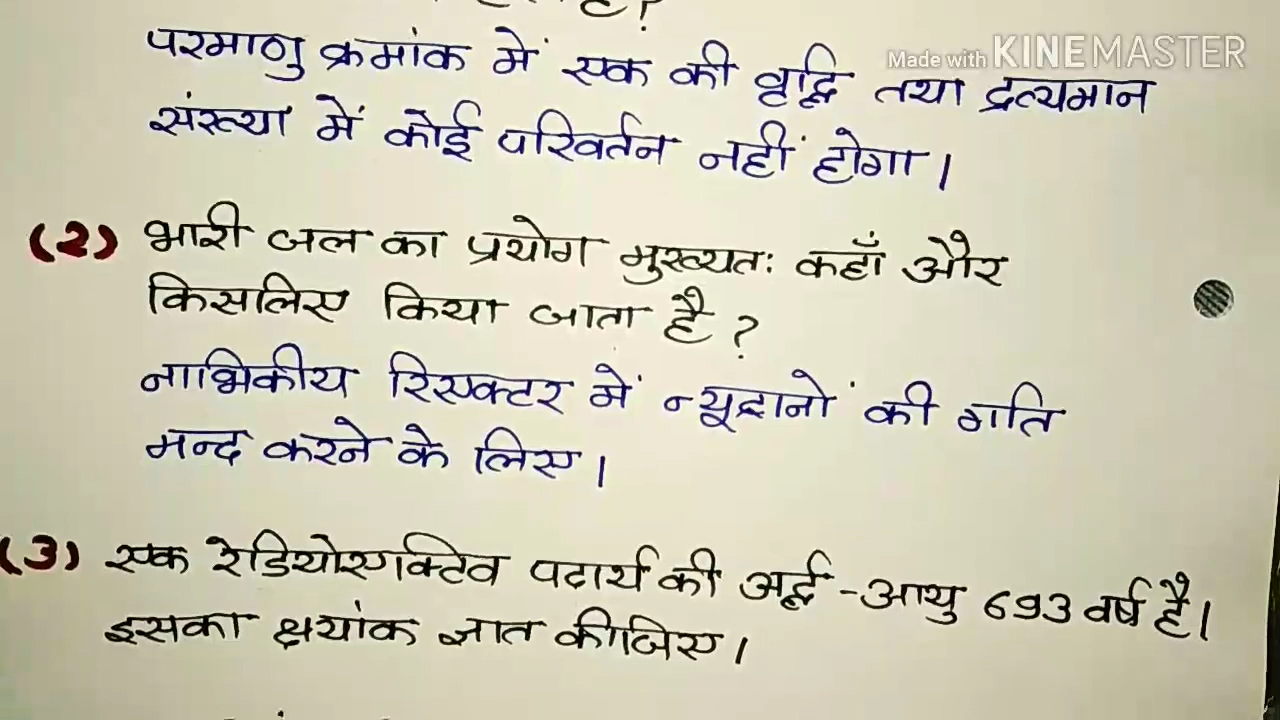 Made with KINEMASTER
परमाणु क्रमांक में एक की वृद्धि तथा द्रव्यमान
संख्या में कोई परिवर्तन नहीं होगा।
(2) भारी जल का प्रयोग मुख्यतः कहाँ और
किसलिए किया जाता है?
नाभिकीय रिएक्टर में न्यूट्रानों की गति
मन्द करने के लिए।
(3) एक रेडियोएक्टिव पदार्थ की अर्द्ध-आयु 693 वर्ष है।
इसका क्षयांक ज्ञात कीजिए।